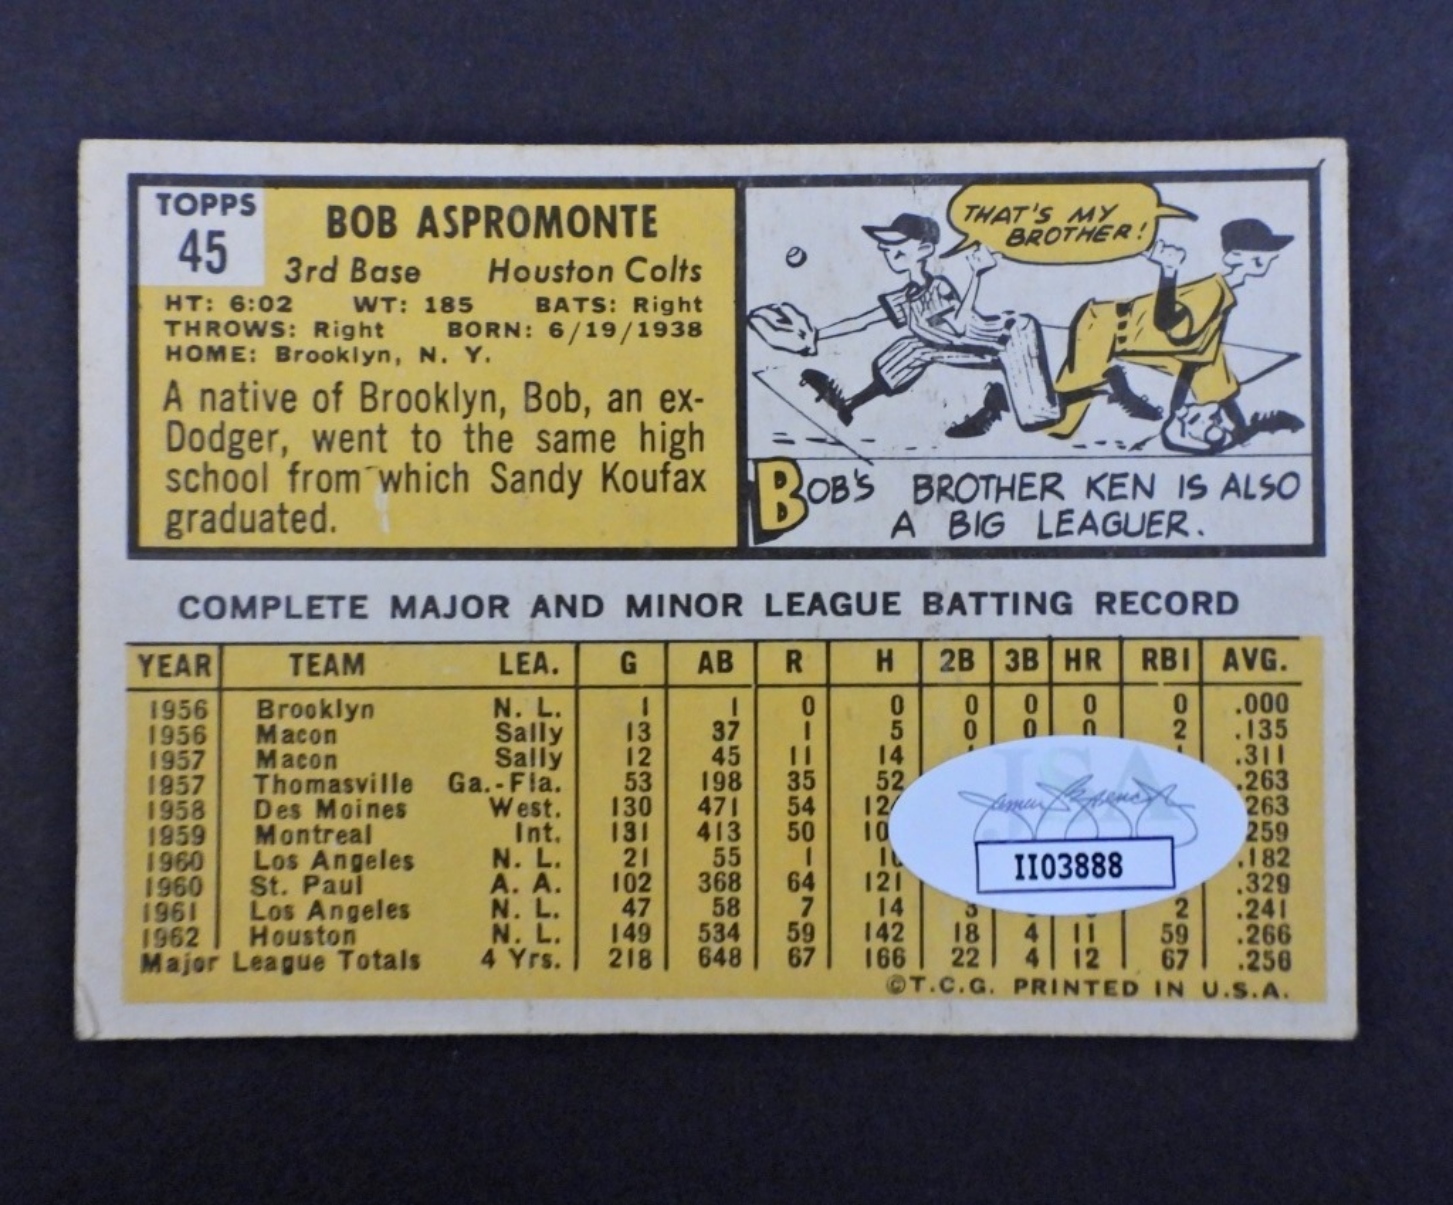 TOPPS
45
BOB ASPROMONTE
3rd Base Houston Colts
HT: 6:02 WT: 185 BATS: Right
THROWS: Right BORN: 6/19/1938
HOME: Brooklyn, N. Y.
A native of Brooklyn, Bob, an ex-
Dodger, went to the same high
school from which Sandy Koufax
graduated.
THAT'S MY
BROTHER!
BOB'S BROTHER KEN IS ALSO
A BIG LEAGUER.
COMPLETE MAJOR AND MINOR LEAGUE BATTING RECORD
YEAR TEAM LEA. G AB R H 2B 3B HR RBI AVG.
1956 Brooklyn N. L. 1 1 0 0 0 0 0 0 .000
1956 Macon Sally 13 37 1 5 0 0 0 2 .135
1957 Macon Sally 12 45 11 14 .311
1957 Thomasville Ga.-Fla. 53 198 35 52 .263
1958 Des Moines West. 130 471 54 .263
1959 Montreal Int. 131 413 50 .259
1960 Los Angeles N. L. 21 55 1 .182
1960 St. Paul A. A. 102 368 64 121 .329
1961 Los Angeles N. L. 47 58 7 14 2 .241
1962 Houston N. L. 149 534 59 142 18 4 11 59 .266
Major League Totals 4 Yrs. 218 648 67 166 22 4 12 67 .256
©T.C.G. PRINTED IN U.S.A.
JSA
James Spence
II03888